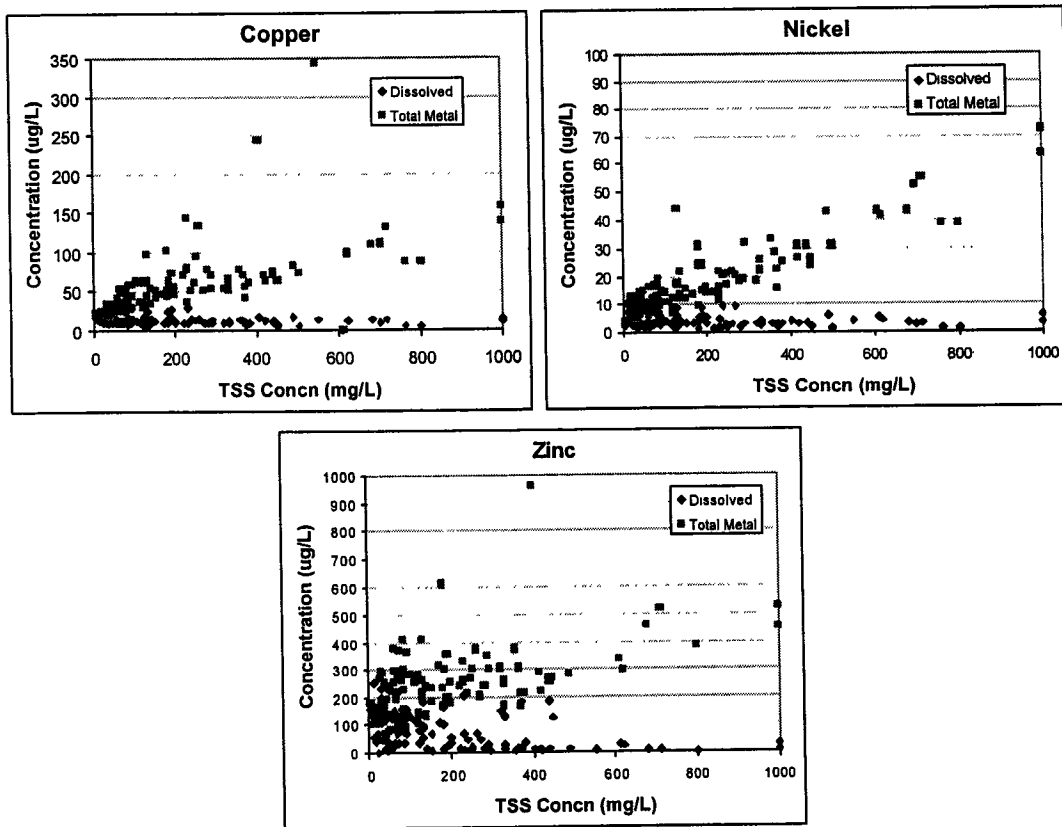 Copper
350
300
250
200
150
100
50
0
Concentration (ug/L)
Dissolved
Total Metal
0 200 400 600 800 1000
TSS Concn (mg/L)
Nickel
100
90
80
70
60
50
40
30
20
10
0
Concentration (ug/L)
Dissolved
Total Metal
0 200 400 600 800 1000
TSS Concn (mg/L)
Zinc
1000
900
800
700
600
500
400
300
200
100
0
Concentration (ug/L)
Dissolved
Total Metal
0 200 400 600 800 1000
TSS Concn (mg/L)